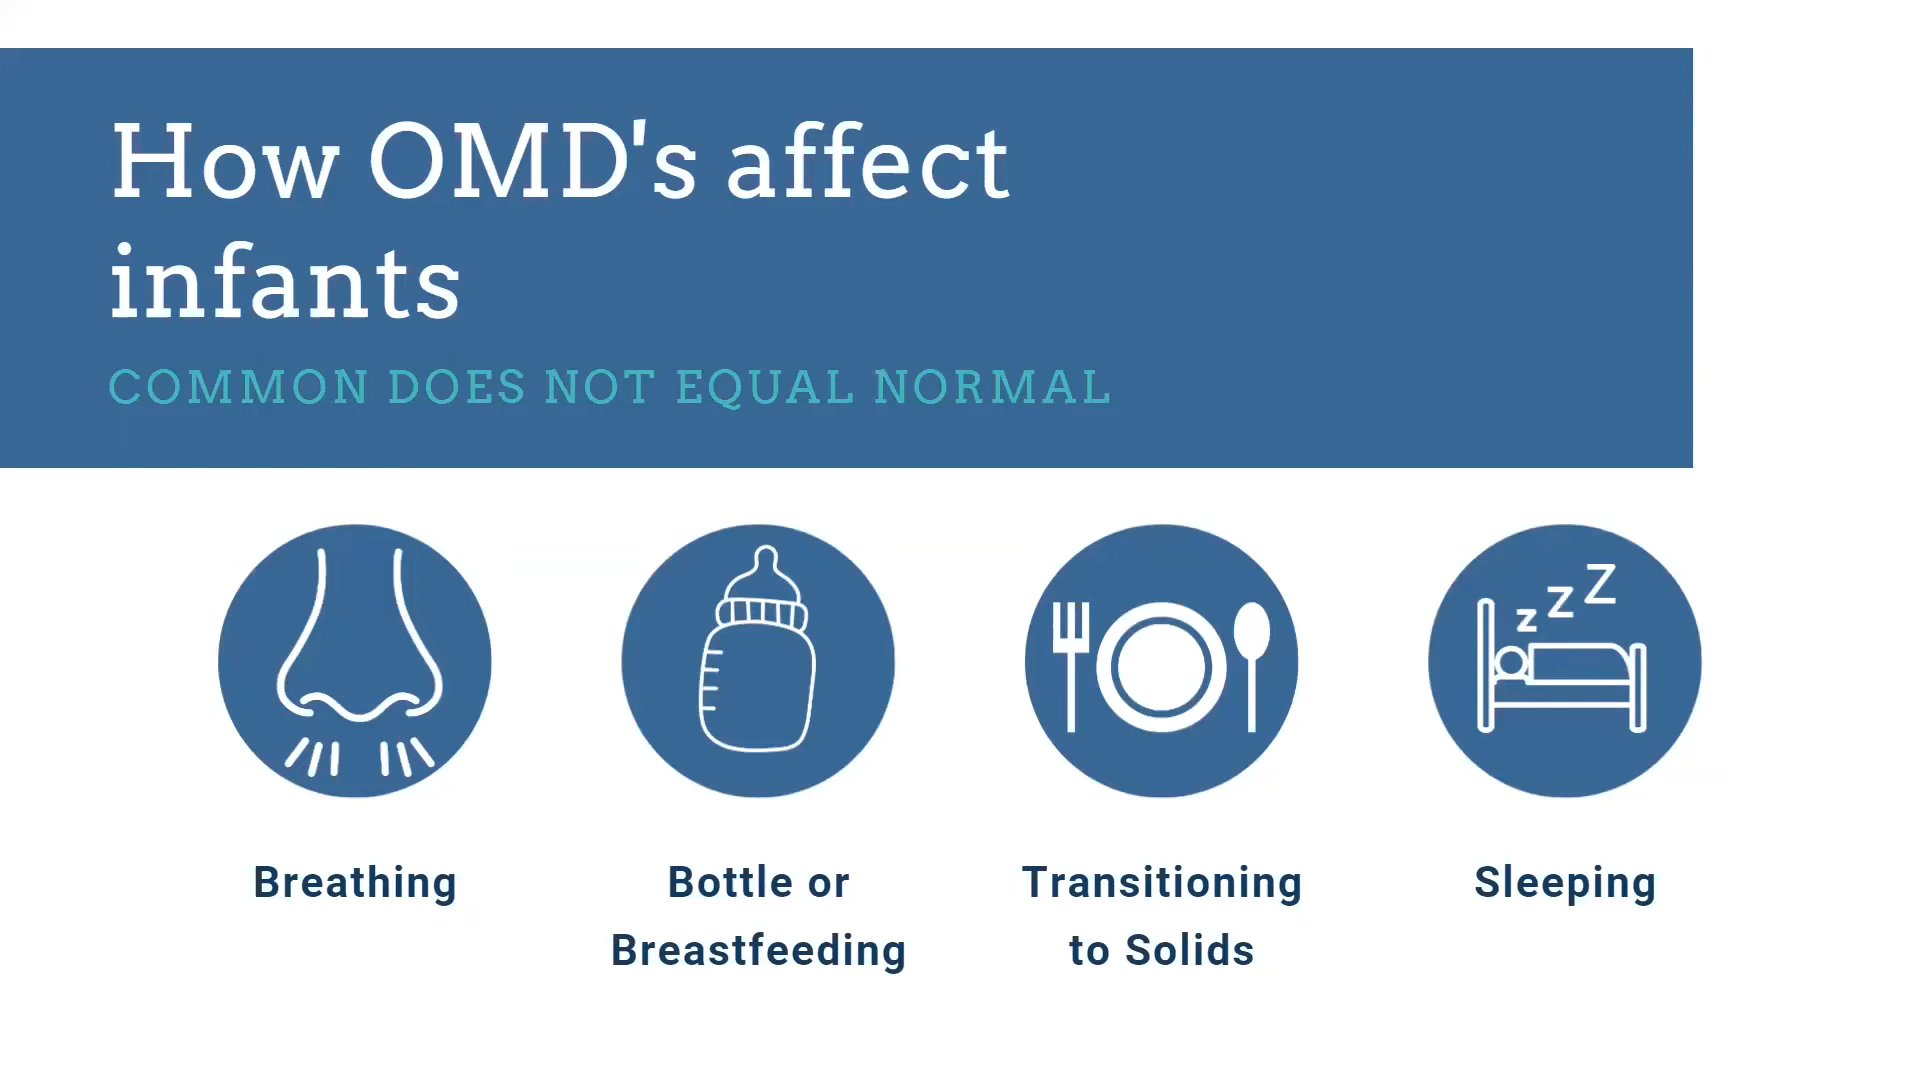 How OMD's affect
infants
COMMON DOES NOT EQUAL NORMAL
z z Z
Breathing
Bottle or
Breastfeeding
Transitioning
to Solids
Sleeping